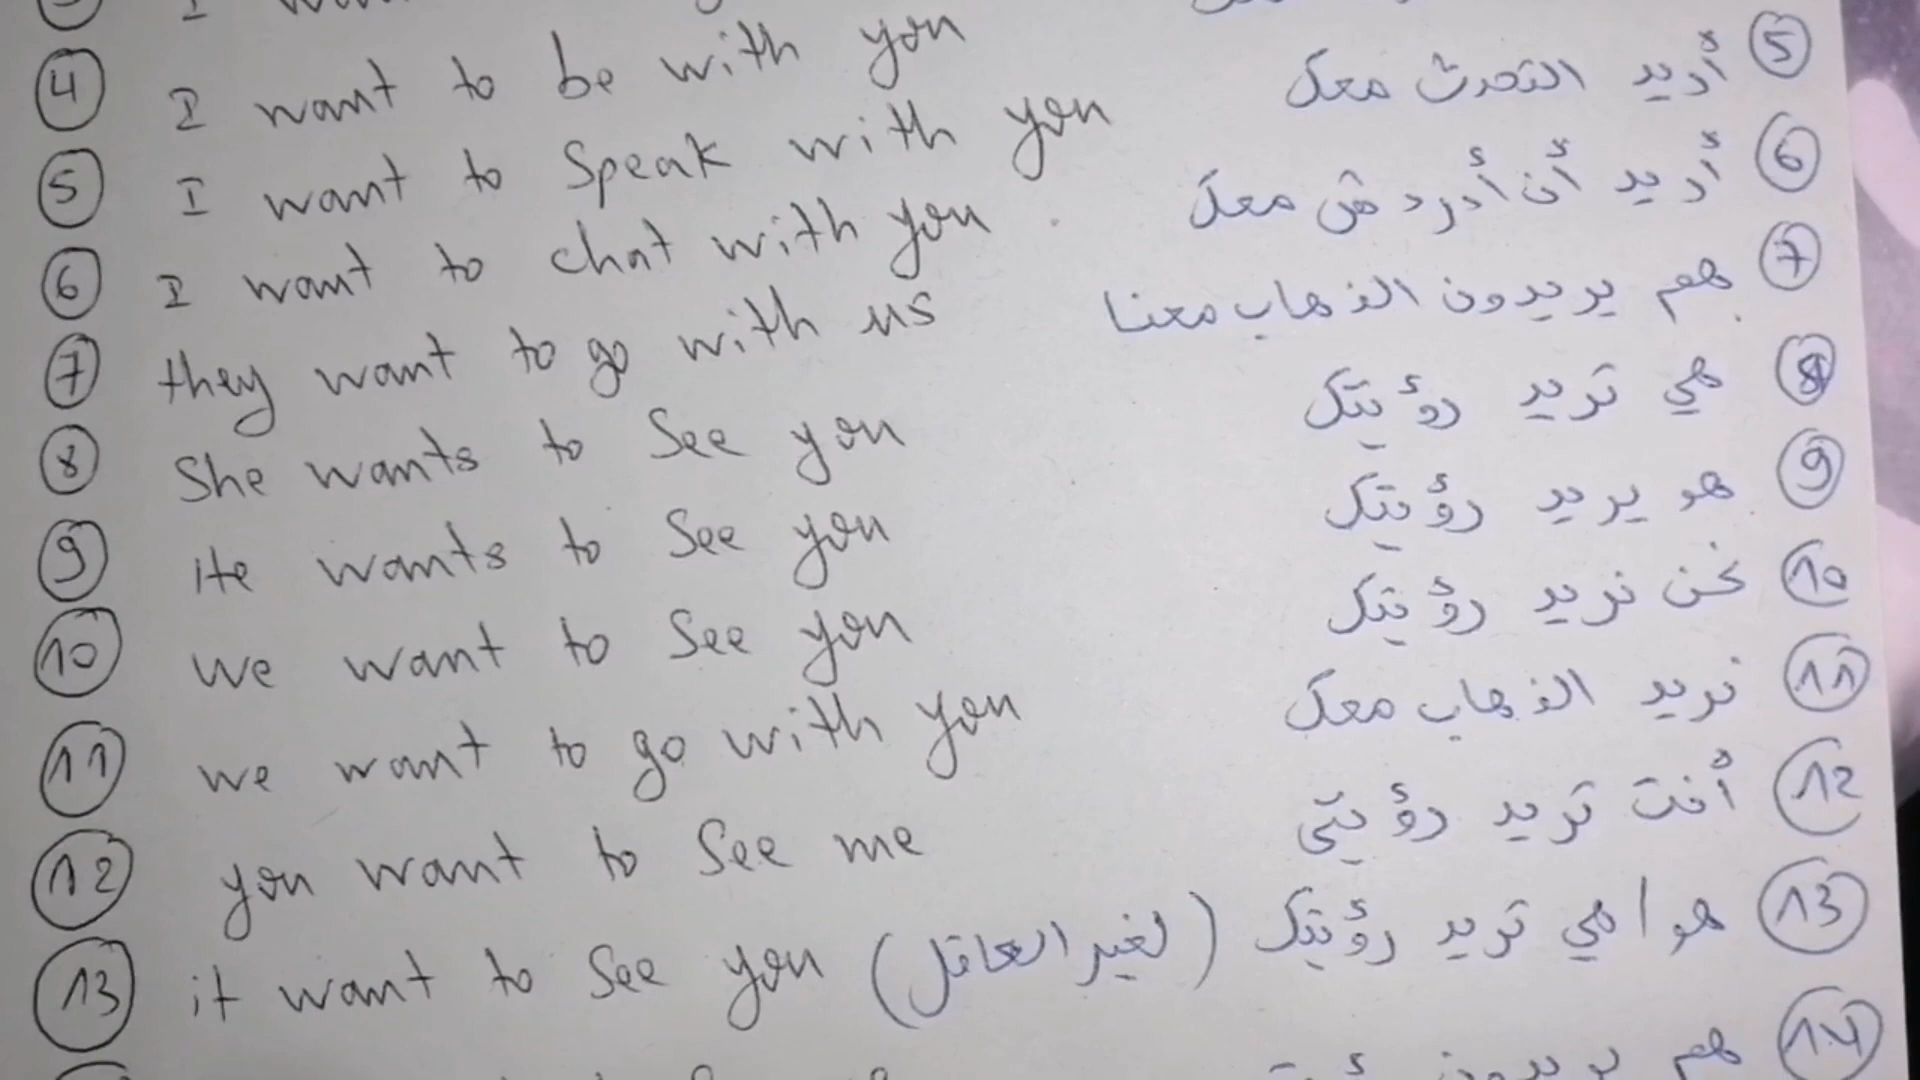 ④ I want to be with you
⑤ I want to speak with you
أريد التحدث معك ⑤
⑥ I want to chat with you
أريد أن أدردش معك ⑥
⑦ they want to go with us
هم يريدون الذهاب معنا ⑦
⑧ She wants to see you
هي تريد رؤيتك ⑧
⑨ He wants to see you
هو يريد رؤيتك ⑨
⑩ we want to see you
نحن نريد رؤيتك ⑩
⑪ we want to go with you
نريد الذهاب معك ⑪
⑫ you want to see me
أنت تريد رؤيتي ⑫
⑬ it want to see you (لغير العاقل)
هو / هي تريد رؤيتك ⑬
هم يريدون ⑭